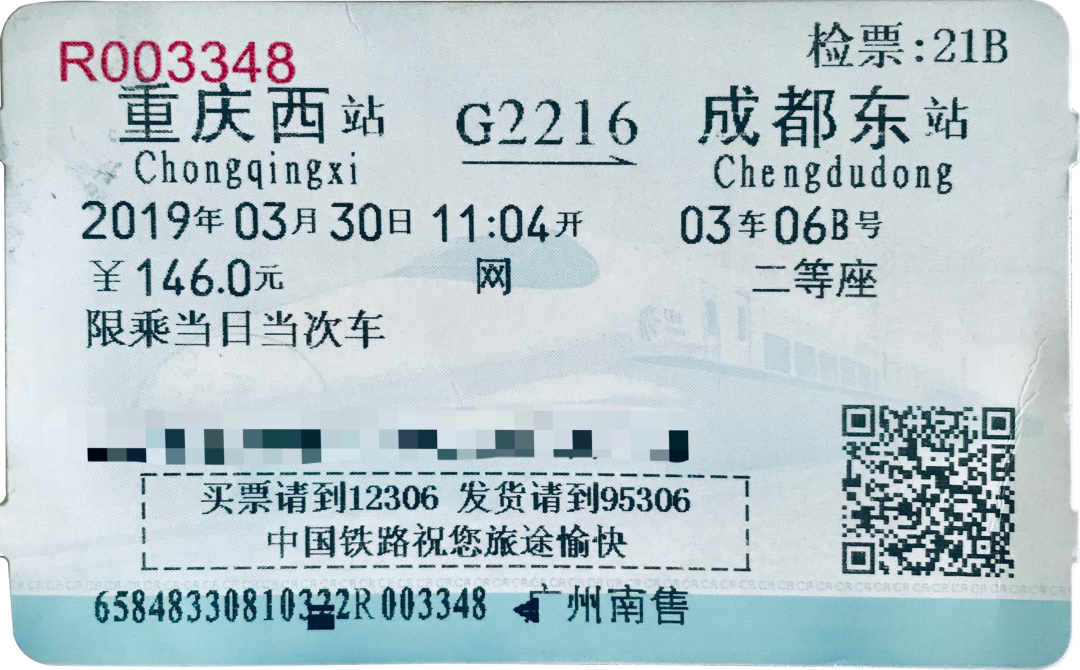 R003348 检票:21B
重庆西站 G2216 成都东站
Chongqingxi Chengdudong
2019年03月30日 11:04开 03车06B号
¥146.0元 网 二等座
限乘当日当次车
买票请到12306 发货请到95306
中国铁路祝您旅途愉快
R003348 广州南售